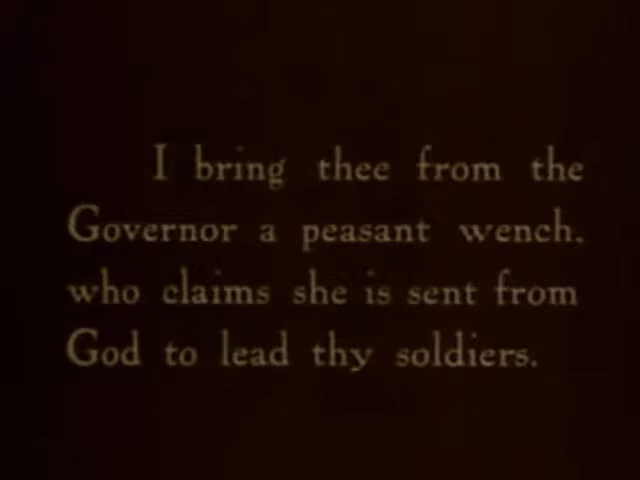 I bring thee from the
Governor a peasant wench,
who claims she is sent from
God to lead thy soldiers.